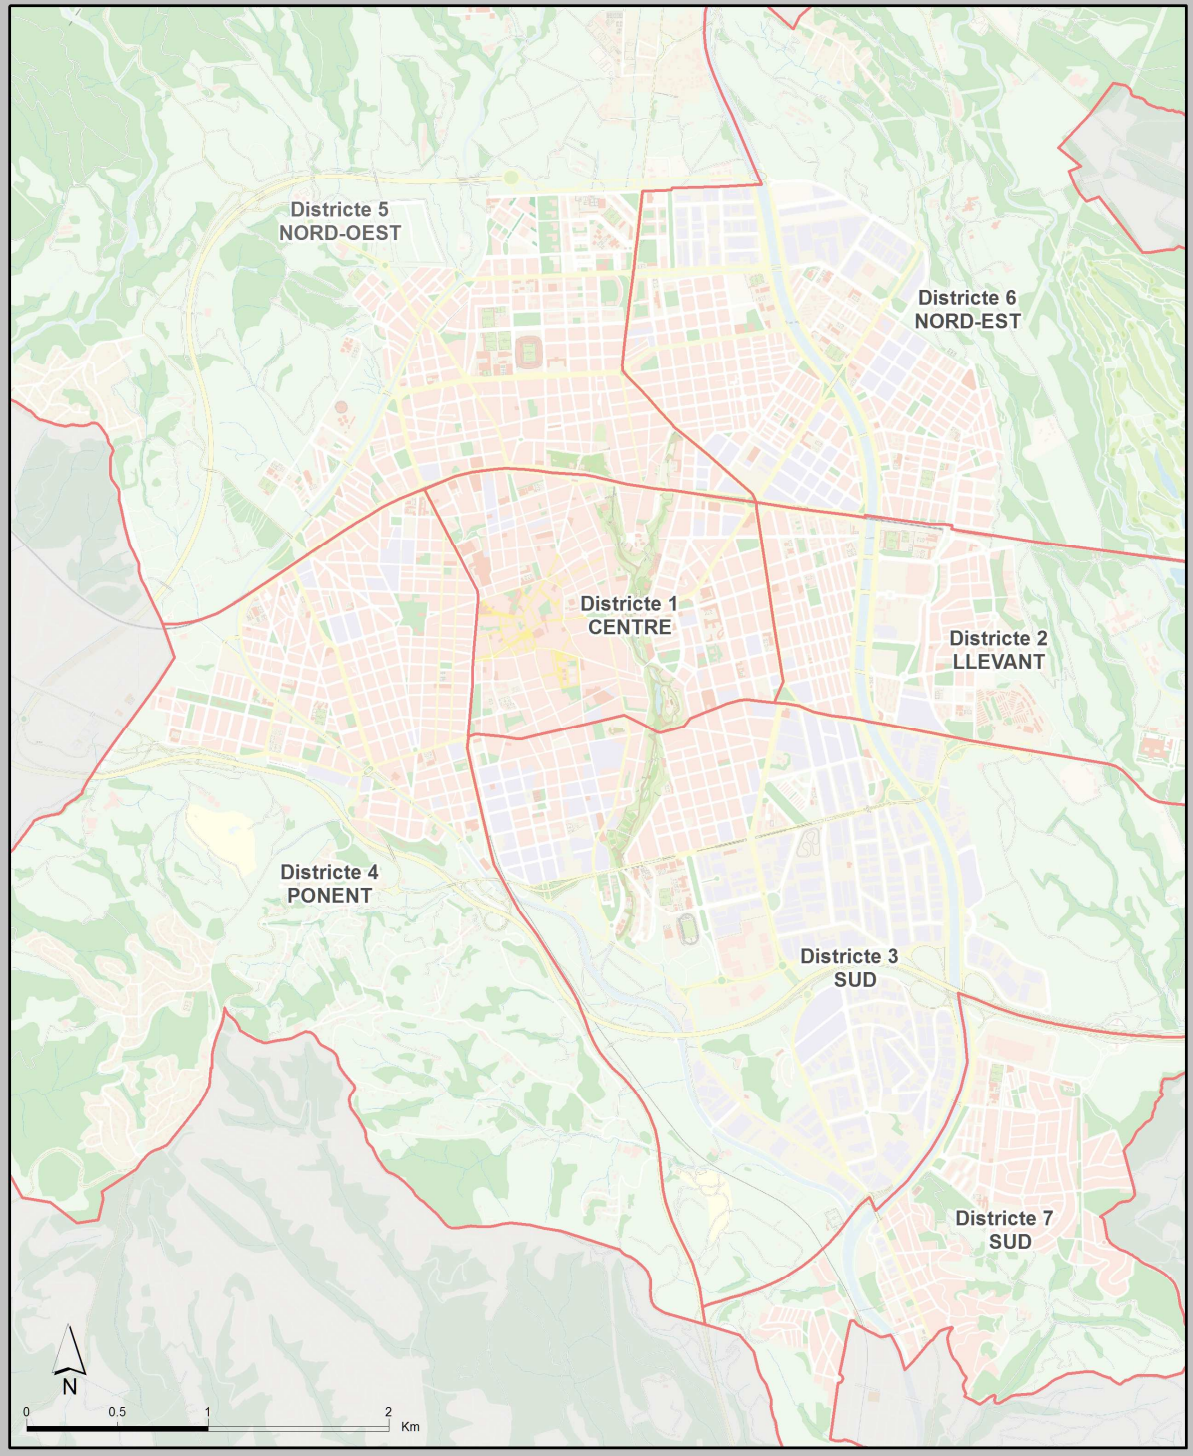 Districte 5
NORD-OEST
Districte 6
NORD-EST
Districte 1
CENTRE
Districte 2
LLEVANT
Districte 4
PONENT
Districte 3
SUD
Districte 7
SUD
N
0 0.5 1 2 Km